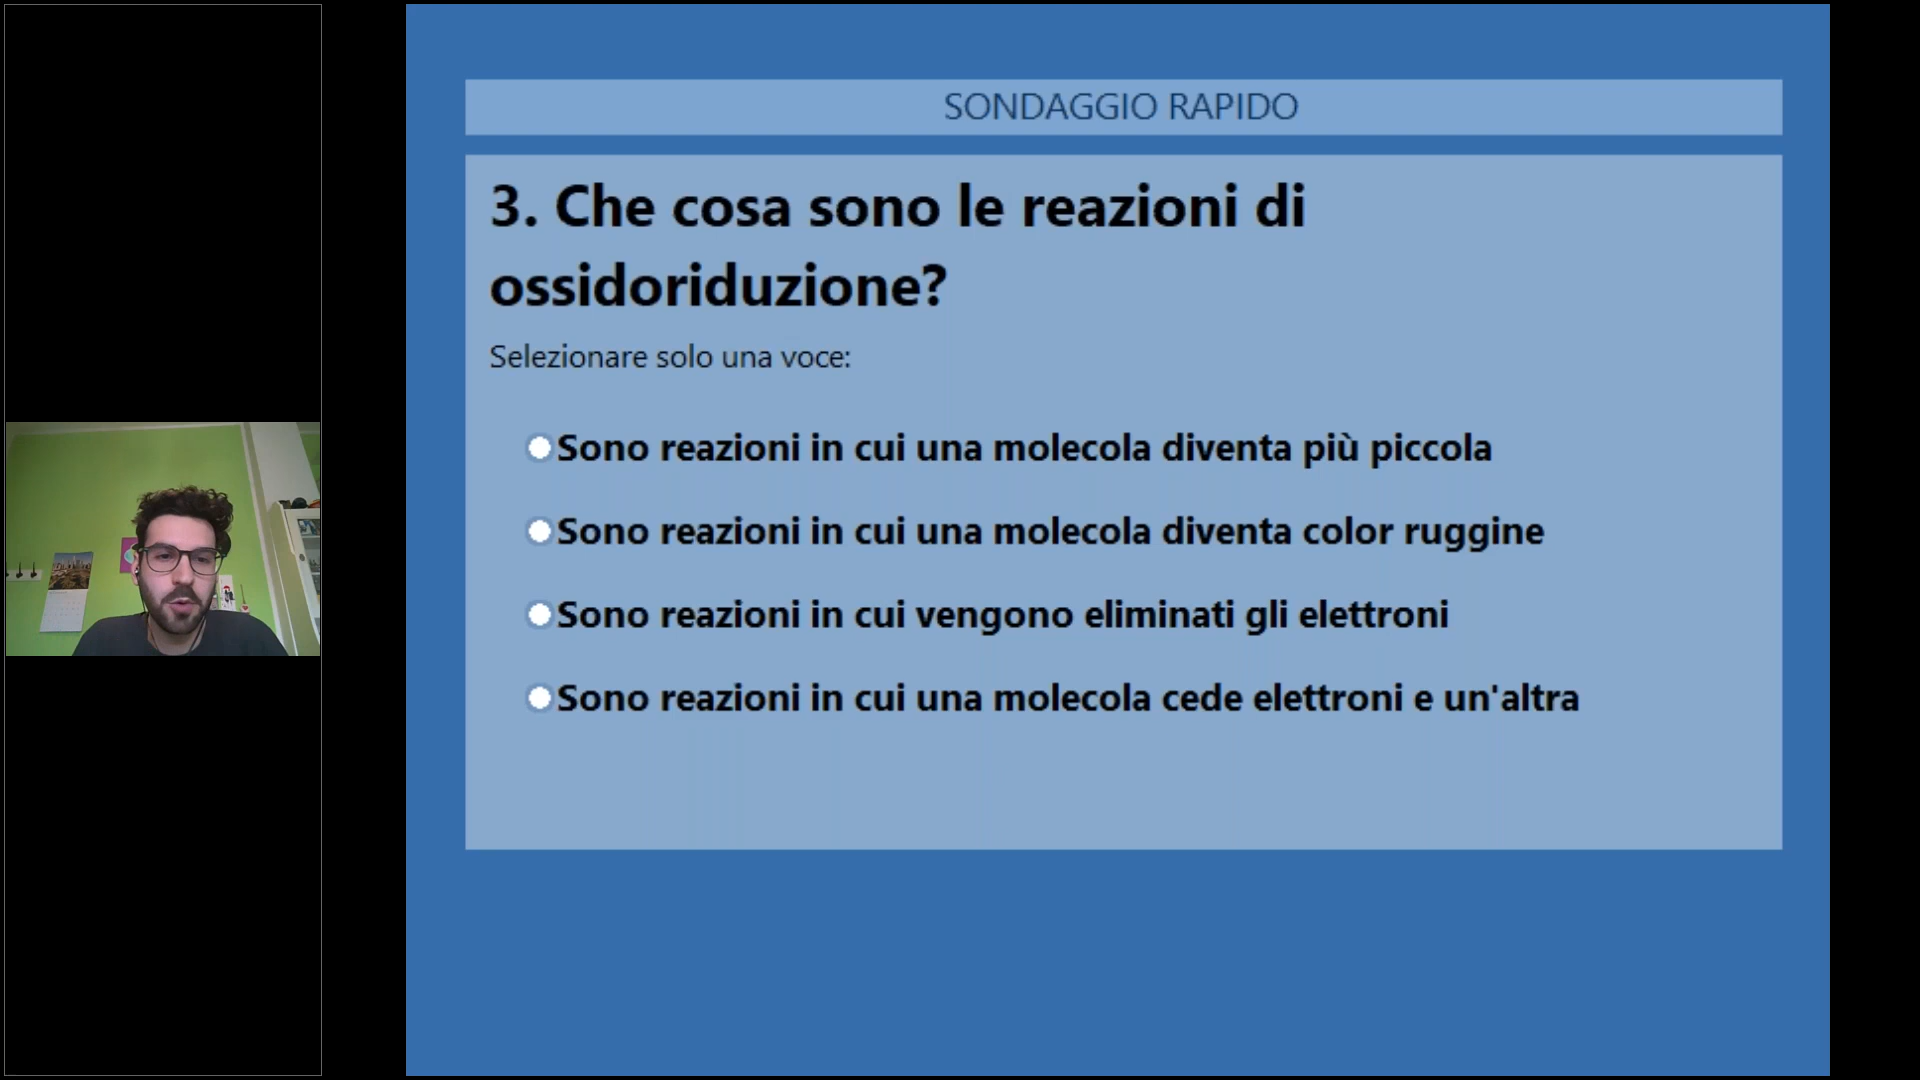 SONDAGGIO RAPIDO
3. Che cosa sono le reazioni di
ossidoriduzione?
Selezionare solo una voce:
Sono reazioni in cui una molecola diventa più piccola
Sono reazioni in cui una molecola diventa color ruggine
Sono reazioni in cui vengono eliminati gli elettroni
Sono reazioni in cui una molecola cede elettroni e un'altra